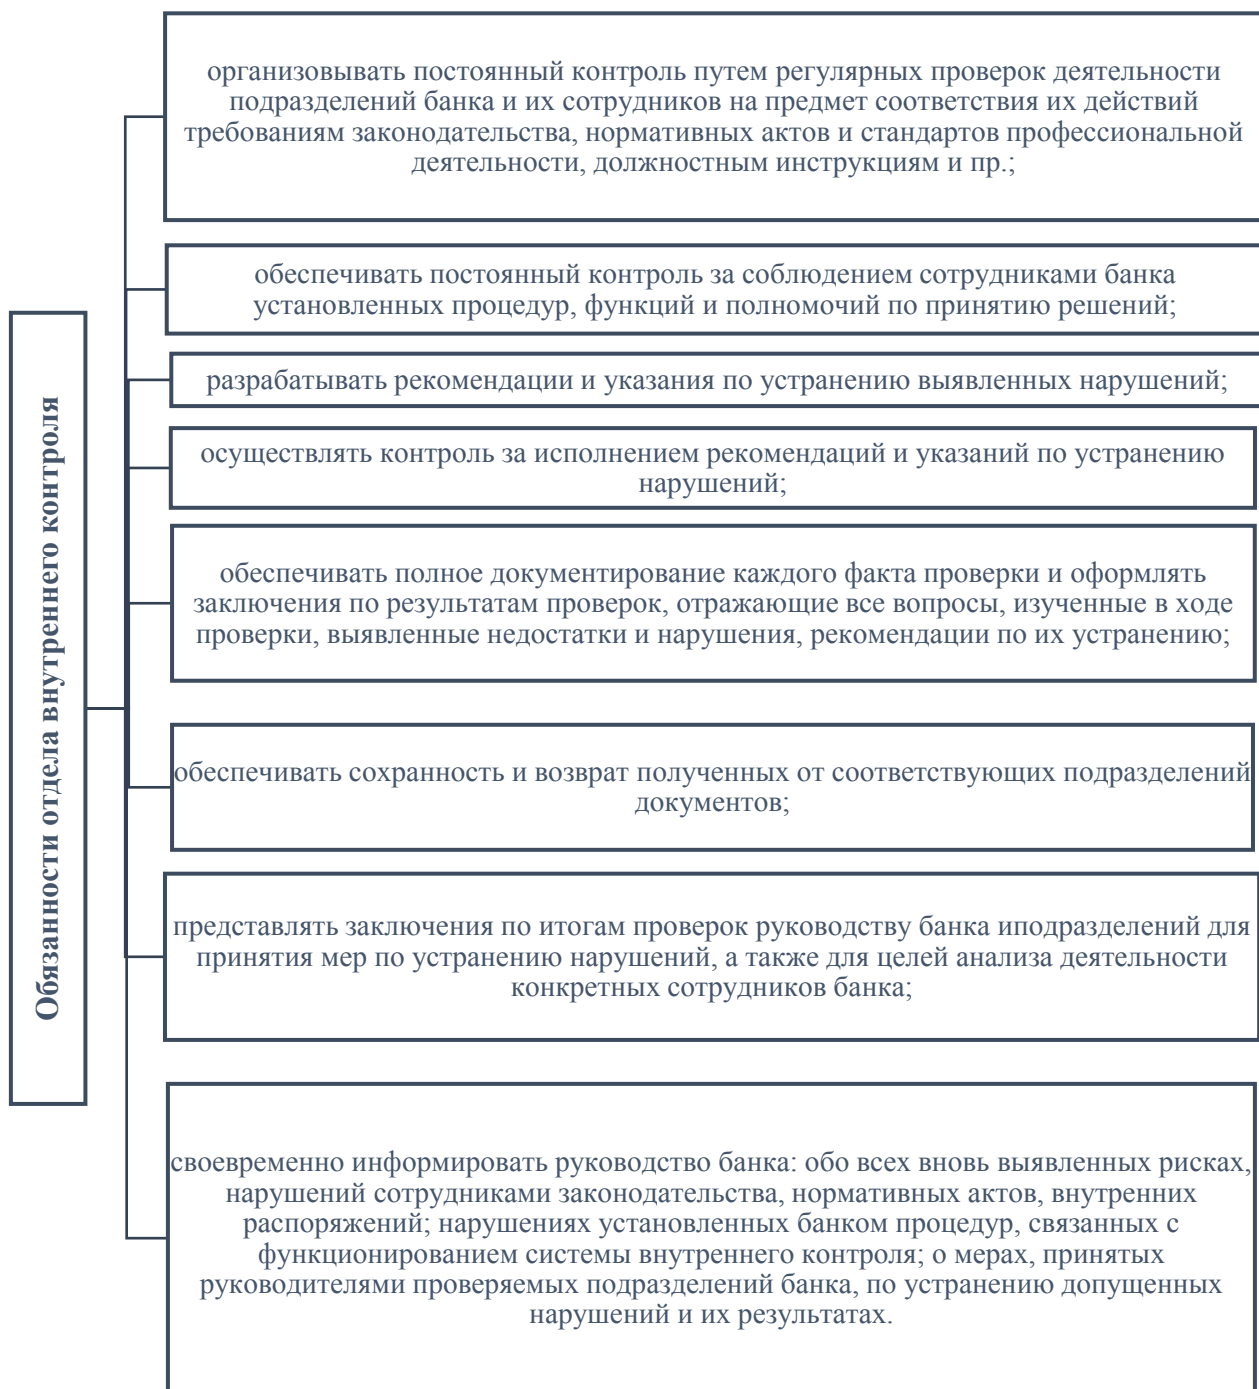 Обязанности отдела внутреннего контроля
организовывать постоянный контроль путем регулярных проверок деятельности
подразделений банка и их сотрудников на предмет соответствия их действий
требованиям законодательства, нормативных актов и стандартов профессиональной
деятельности, должностным инструкциям и пр.;
обеспечивать постоянный контроль за соблюдением сотрудниками банка
установленных процедур, функций и полномочий по принятию решений;
разрабатывать рекомендации и указания по устранению выявленных нарушений;
осуществлять контроль за исполнением рекомендаций и указаний по устранению
нарушений;
обеспечивать полное документирование каждого факта проверки и оформлять
заключения по результатам проверок, отражающие все вопросы, изученные в ходе
проверки, выявленные недостатки и нарушения, рекомендации по их устранению;
обеспечивать сохранность и возврат полученных от соответствующих подразделений
документов;
представлять заключения по итогам проверок руководству банка иподразделений для
принятия мер по устранению нарушений, а также для целей анализа деятельности
конкретных сотрудников банка;
своевременно информировать руководство банка: обо всех вновь выявленных рисках,
нарушений сотрудниками законодательства, нормативных актов, внутренних
распоряжений; нарушениях установленных банком процедур, связанных с
функционированием системы внутреннего контроля; о мерах, принятых
руководителями проверяемых подразделений банка, по устранению допущенных
нарушений и их результатах.